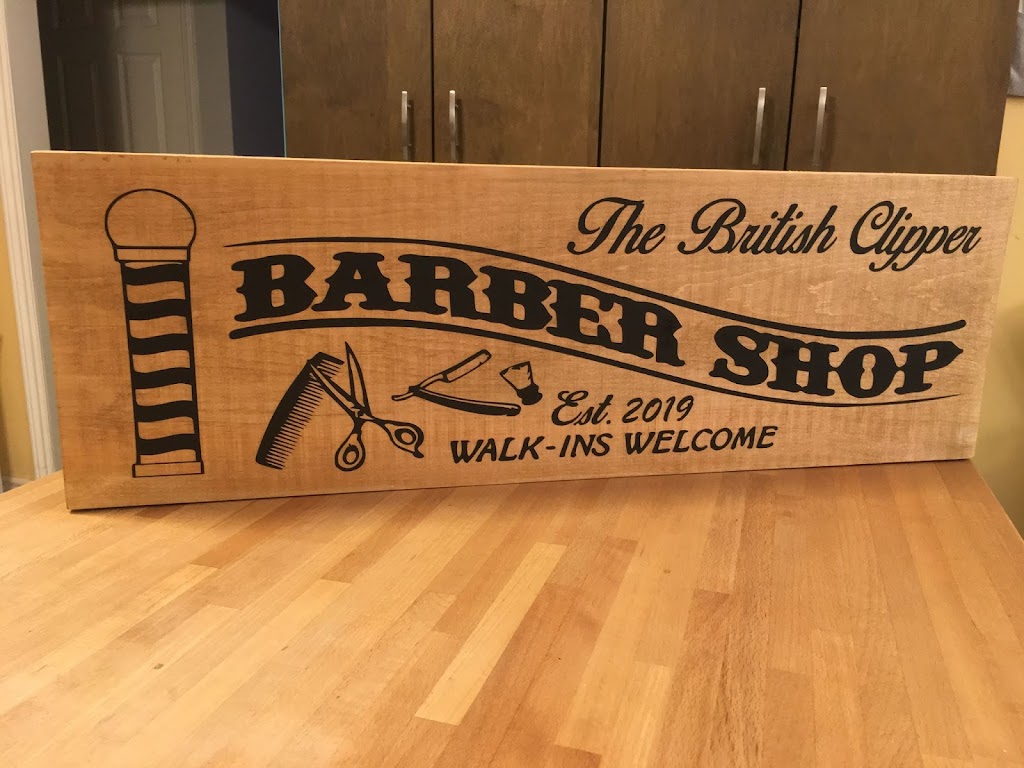 The British Clipper
BARBER SHOP
Est. 2019
WALK-INS WELCOME